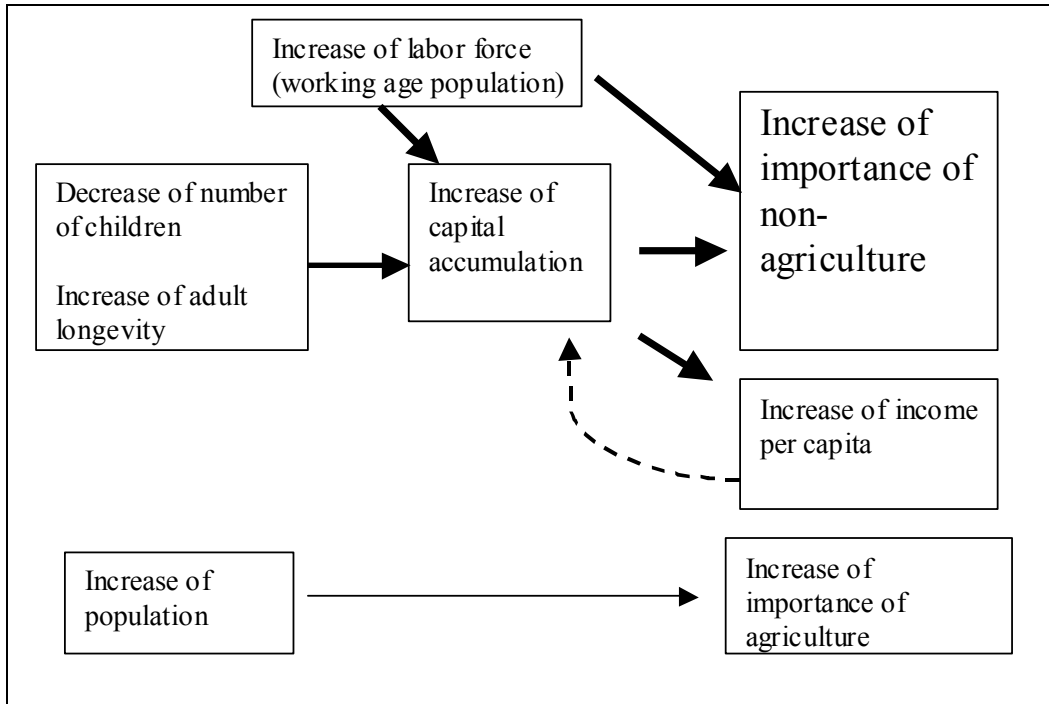 Increase of labor force
(working age population)
Increase of
importance of
non-
agriculture
Decrease of number
of children
Increase of adult
longevity
Increase of
capital
accumulation
Increase of income
per capita
Increase of
population
Increase of
importance of
agriculture